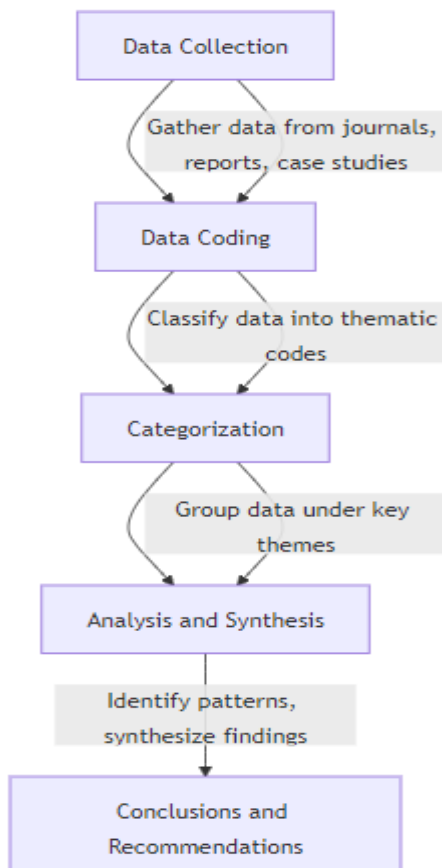 Data Collection
Gather data from journals,
reports, case studies
Data Coding
Classify data into thematic
codes
Categorization
Group data under key
themes
Analysis and Synthesis
Identify patterns,
synthesize findings
Conclusions and
Recommendations